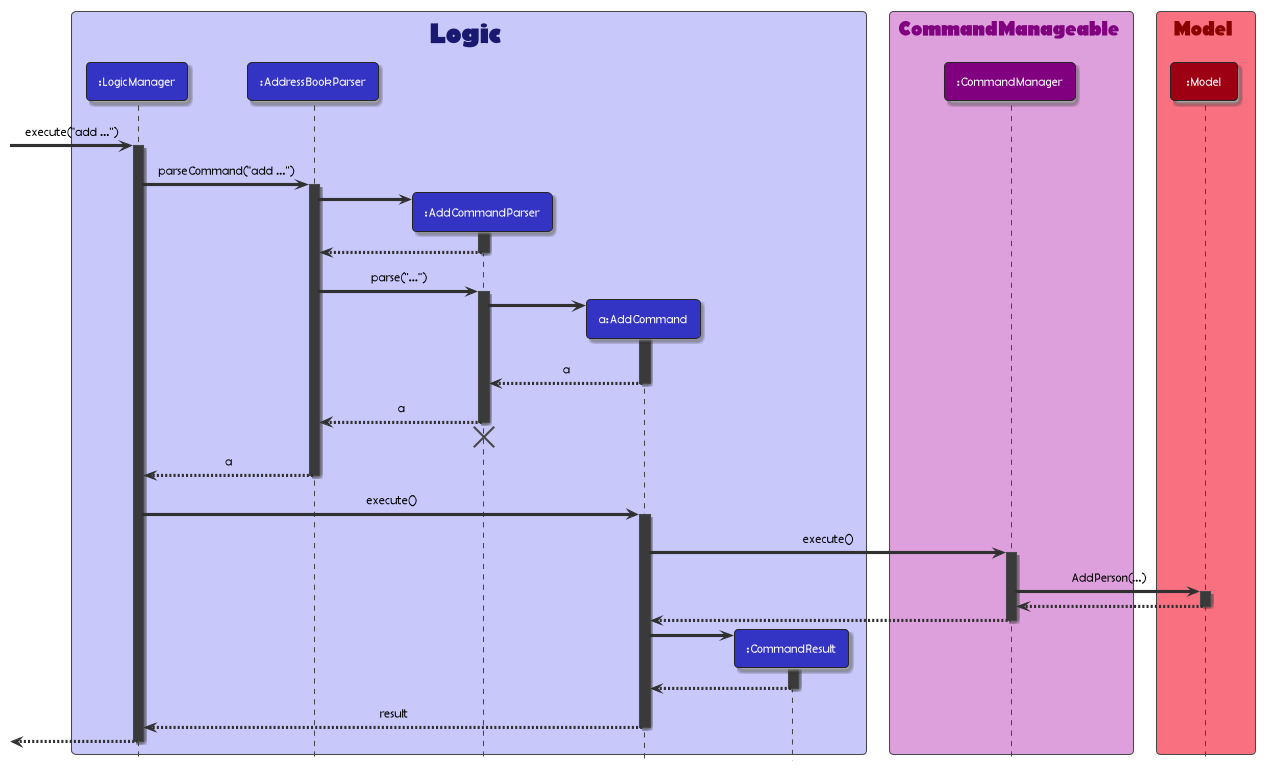 Logic
CommandManageable
Model
:LogicManager
:AddressBookParser
:CommandManager
:Model
execute("add ...")
parseCommand("add ...")
:AddCommandParser
parse("...")
a:AddCommand
a
a
a
execute()
execute()
AddPerson(...)
:CommandResult
result